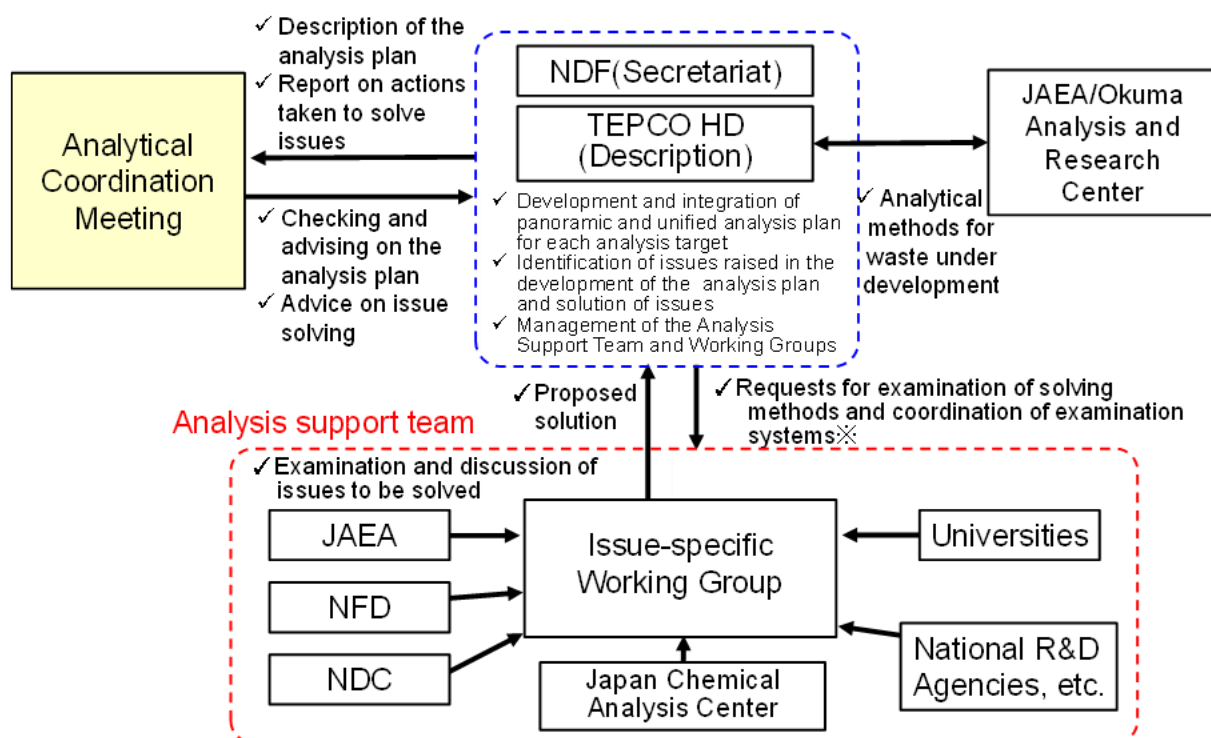 ✓ Description of the
analysis plan
✓ Report on actions
taken to solve
issues
Analytical
Coordination
Meeting
✓ Checking and
advising on the
analysis plan
✓ Advice on issue
solving
NDF(Secretariat)
TEPCO HD
(Description)
✓ Development and integration of
panoramic and unified analysis plan
for each analysis target
✓ Identification of issues raised in the
development of the analysis plan
and solution of issues
✓ Management of the Analysis
Support Team and Working Groups
JAEA/Okuma
Analysis and
Research
Center
✓ Analytical
methods for
waste under
development
✓Proposed
solution
✓Requests for examination of solving
methods and coordination of examination
systems※
Analysis support team
✓Examination and discussion of
issues to be solved
JAEA
NFD
NDC
Issue-specific
Working Group
Japan Chemical
Analysis Center
Universities
National R&D
Agencies, etc.